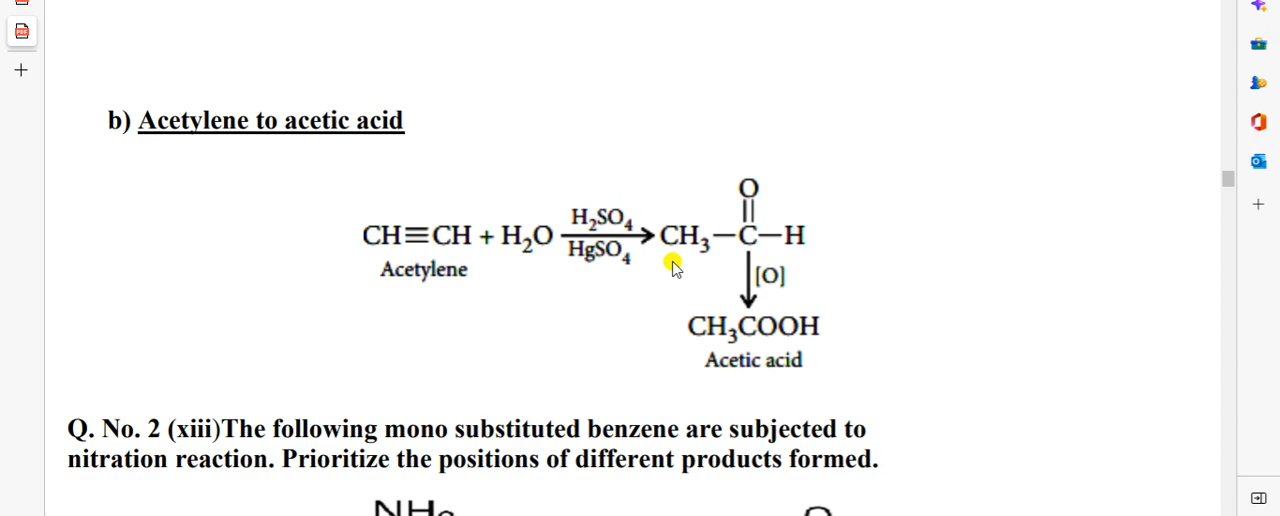 b) Acetylene to acetic acid
O
H₂SO₄
CH≡CH + H₂O ⟶ CH₃—C—H
HgSO₄
Acetylene
[O]
CH₃COOH
Acetic acid
Q. No. 2 (xiii)The following mono substituted benzene are subjected to
nitration reaction. Prioritize the positions of different products formed.